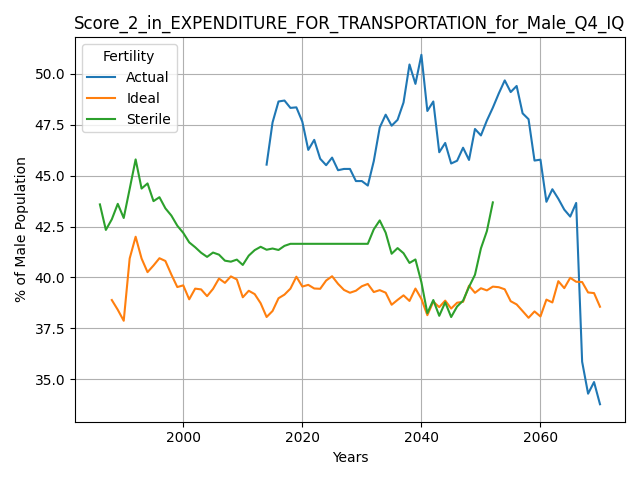 Score_2_in_EXPENDITURE_FOR_TRANSPORTATION_for_Male_Q4_IQ
Fertility
Actual
Ideal
Sterile
% of Male Population
50.0
47.5
45.0
42.5
40.0
37.5
35.0
2000
2020
2040
2060
Years